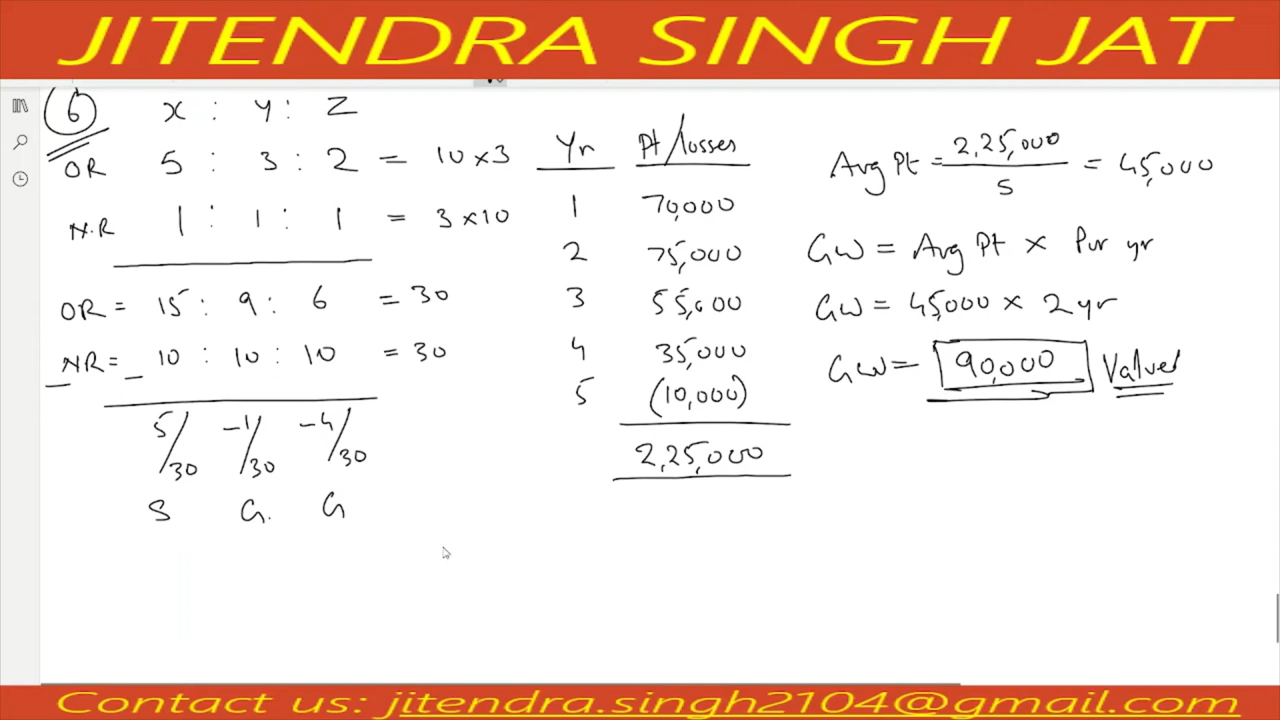 JITENDRA SINGH JAT
6
X : Y : Z
OR 5 : 3 : 2 = 10 x 3
N.R 1 : 1 : 1 = 3 x 10
OR = 15 : 9 : 6 = 30
NR = 10 : 10 : 10 = 30
5/30 -1/30 -4/30
S G. G
Yr Pt/losses
1 70,000
2 75,000
3 55,000
4 35,000
5 (10,000)
2,25,000
Avg Pt = 2,25,000 / 5 = 45,000
GW = Avg Pt x Pur yr
GW = 45,000 x 2 yr
GW = 90,000 Valued
Contact us: jitendra.singh2104@gmail.com